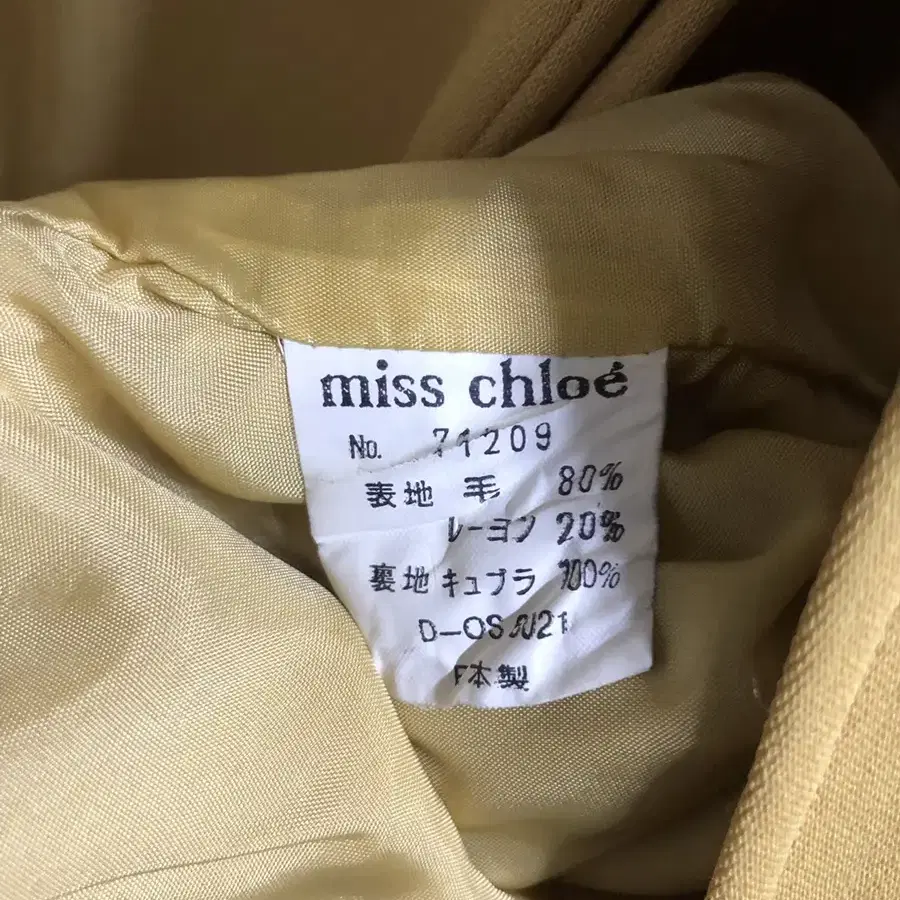 miss chloé
No. 71209
表地 毛 80%
レーヨン 20%
裏地 キュプラ 100%
日本製